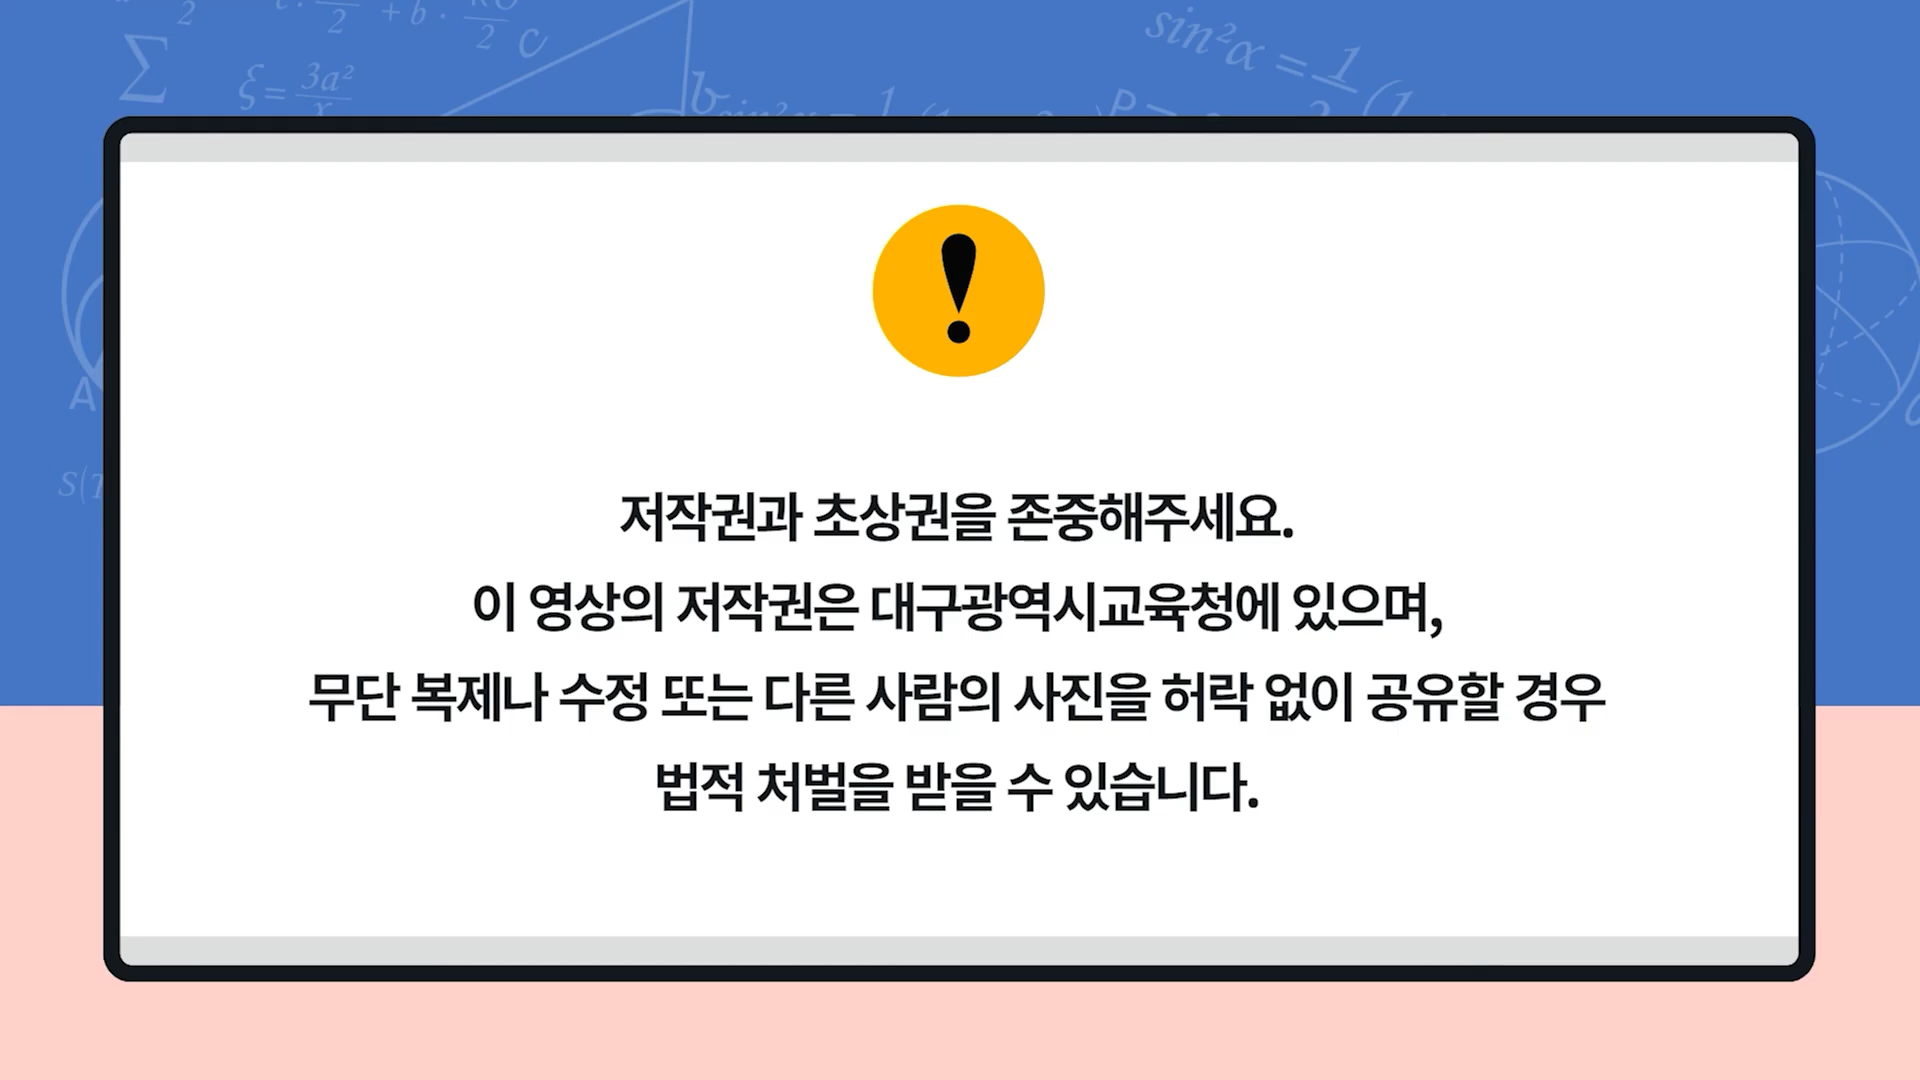 저작권과 초상권을 존중해주세요.
이 영상의 저작권은 대구광역시교육청에 있으며,
무단 복제나 수정 또는 다른 사람의 사진을 허락 없이 공유할 경우
법적 처벌을 받을 수 있습니다.